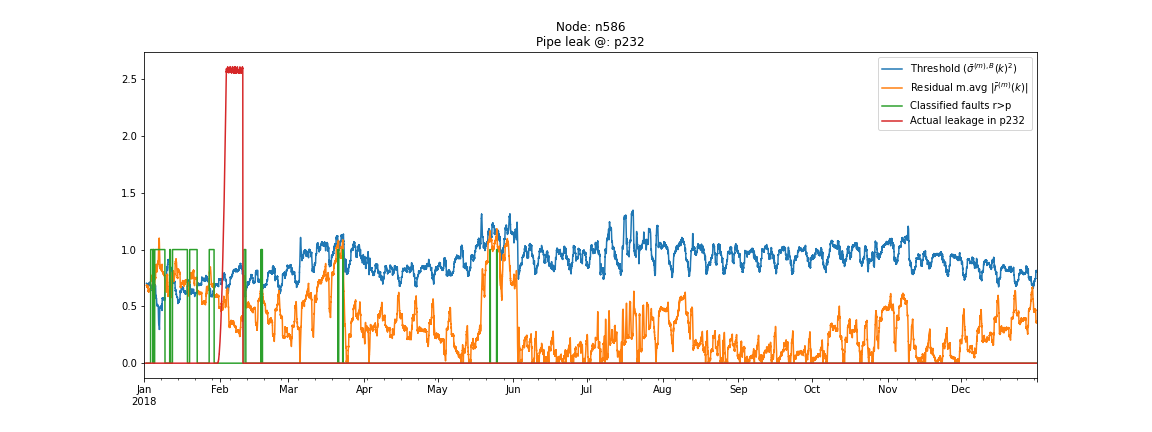 Node: n586
Pipe leak @: p232
2.5
2.0
1.5
1.0
0.5
0.0
Threshold (σ̄⁽ᵐ⁾,ᴮ(k)²)
Residual m.avg |r̄⁽ᵐ⁾(k)|
Classified faults r>p
Actual leakage in p232
Jan Feb Mar Apr May Jun Jul Aug Sep Oct Nov Dec
2018